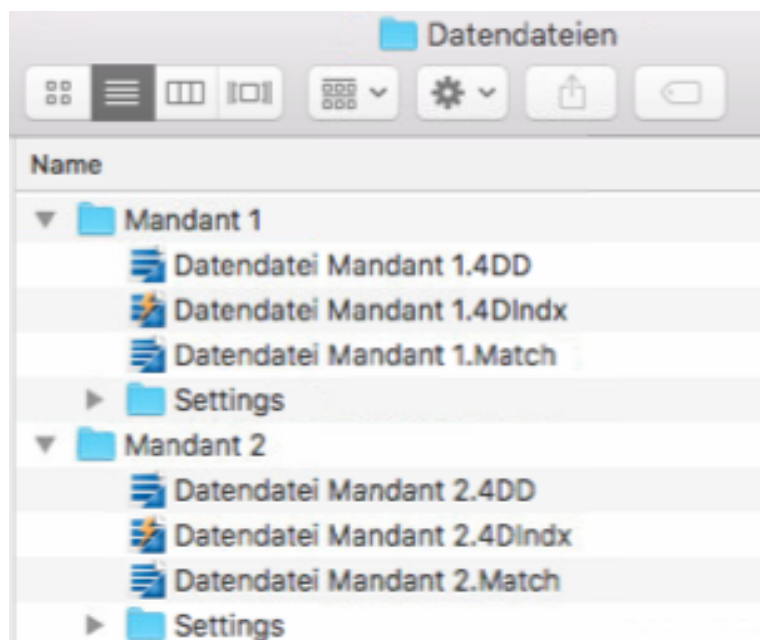 Datendateien
Name
Mandant 1
Datendatei Mandant 1.4DD
Datendatei Mandant 1.4DIndx
Datendatei Mandant 1.Match
Settings
Mandant 2
Datendatei Mandant 2.4DD
Datendatei Mandant 2.4DIndx
Datendatei Mandant 2.Match
Settings